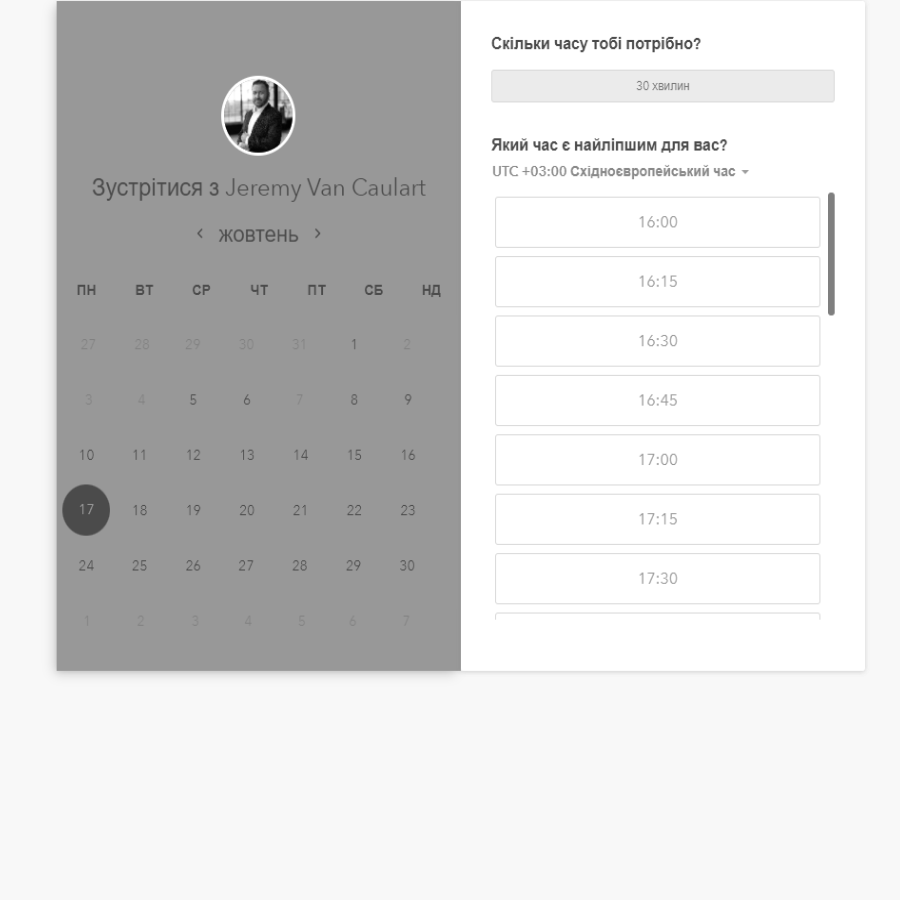 Зустрітися з Jeremy Van Caulart
жовтень
ПН ВТ СР ЧТ ПТ СБ НД
27 28 29 30 31 1 2
3 4 5 6 7 8 9
10 11 12 13 14 15 16
17 18 19 20 21 22 23
24 25 26 27 28 29 30
1 2 3 4 5 6 7
Скільки часу тобі потрібно?
30 хвилин
Який час є найліпшим для вас?
UTC +03:00 Східноєвропейський час
16:00
16:15
16:30
16:45
17:00
17:15
17:30